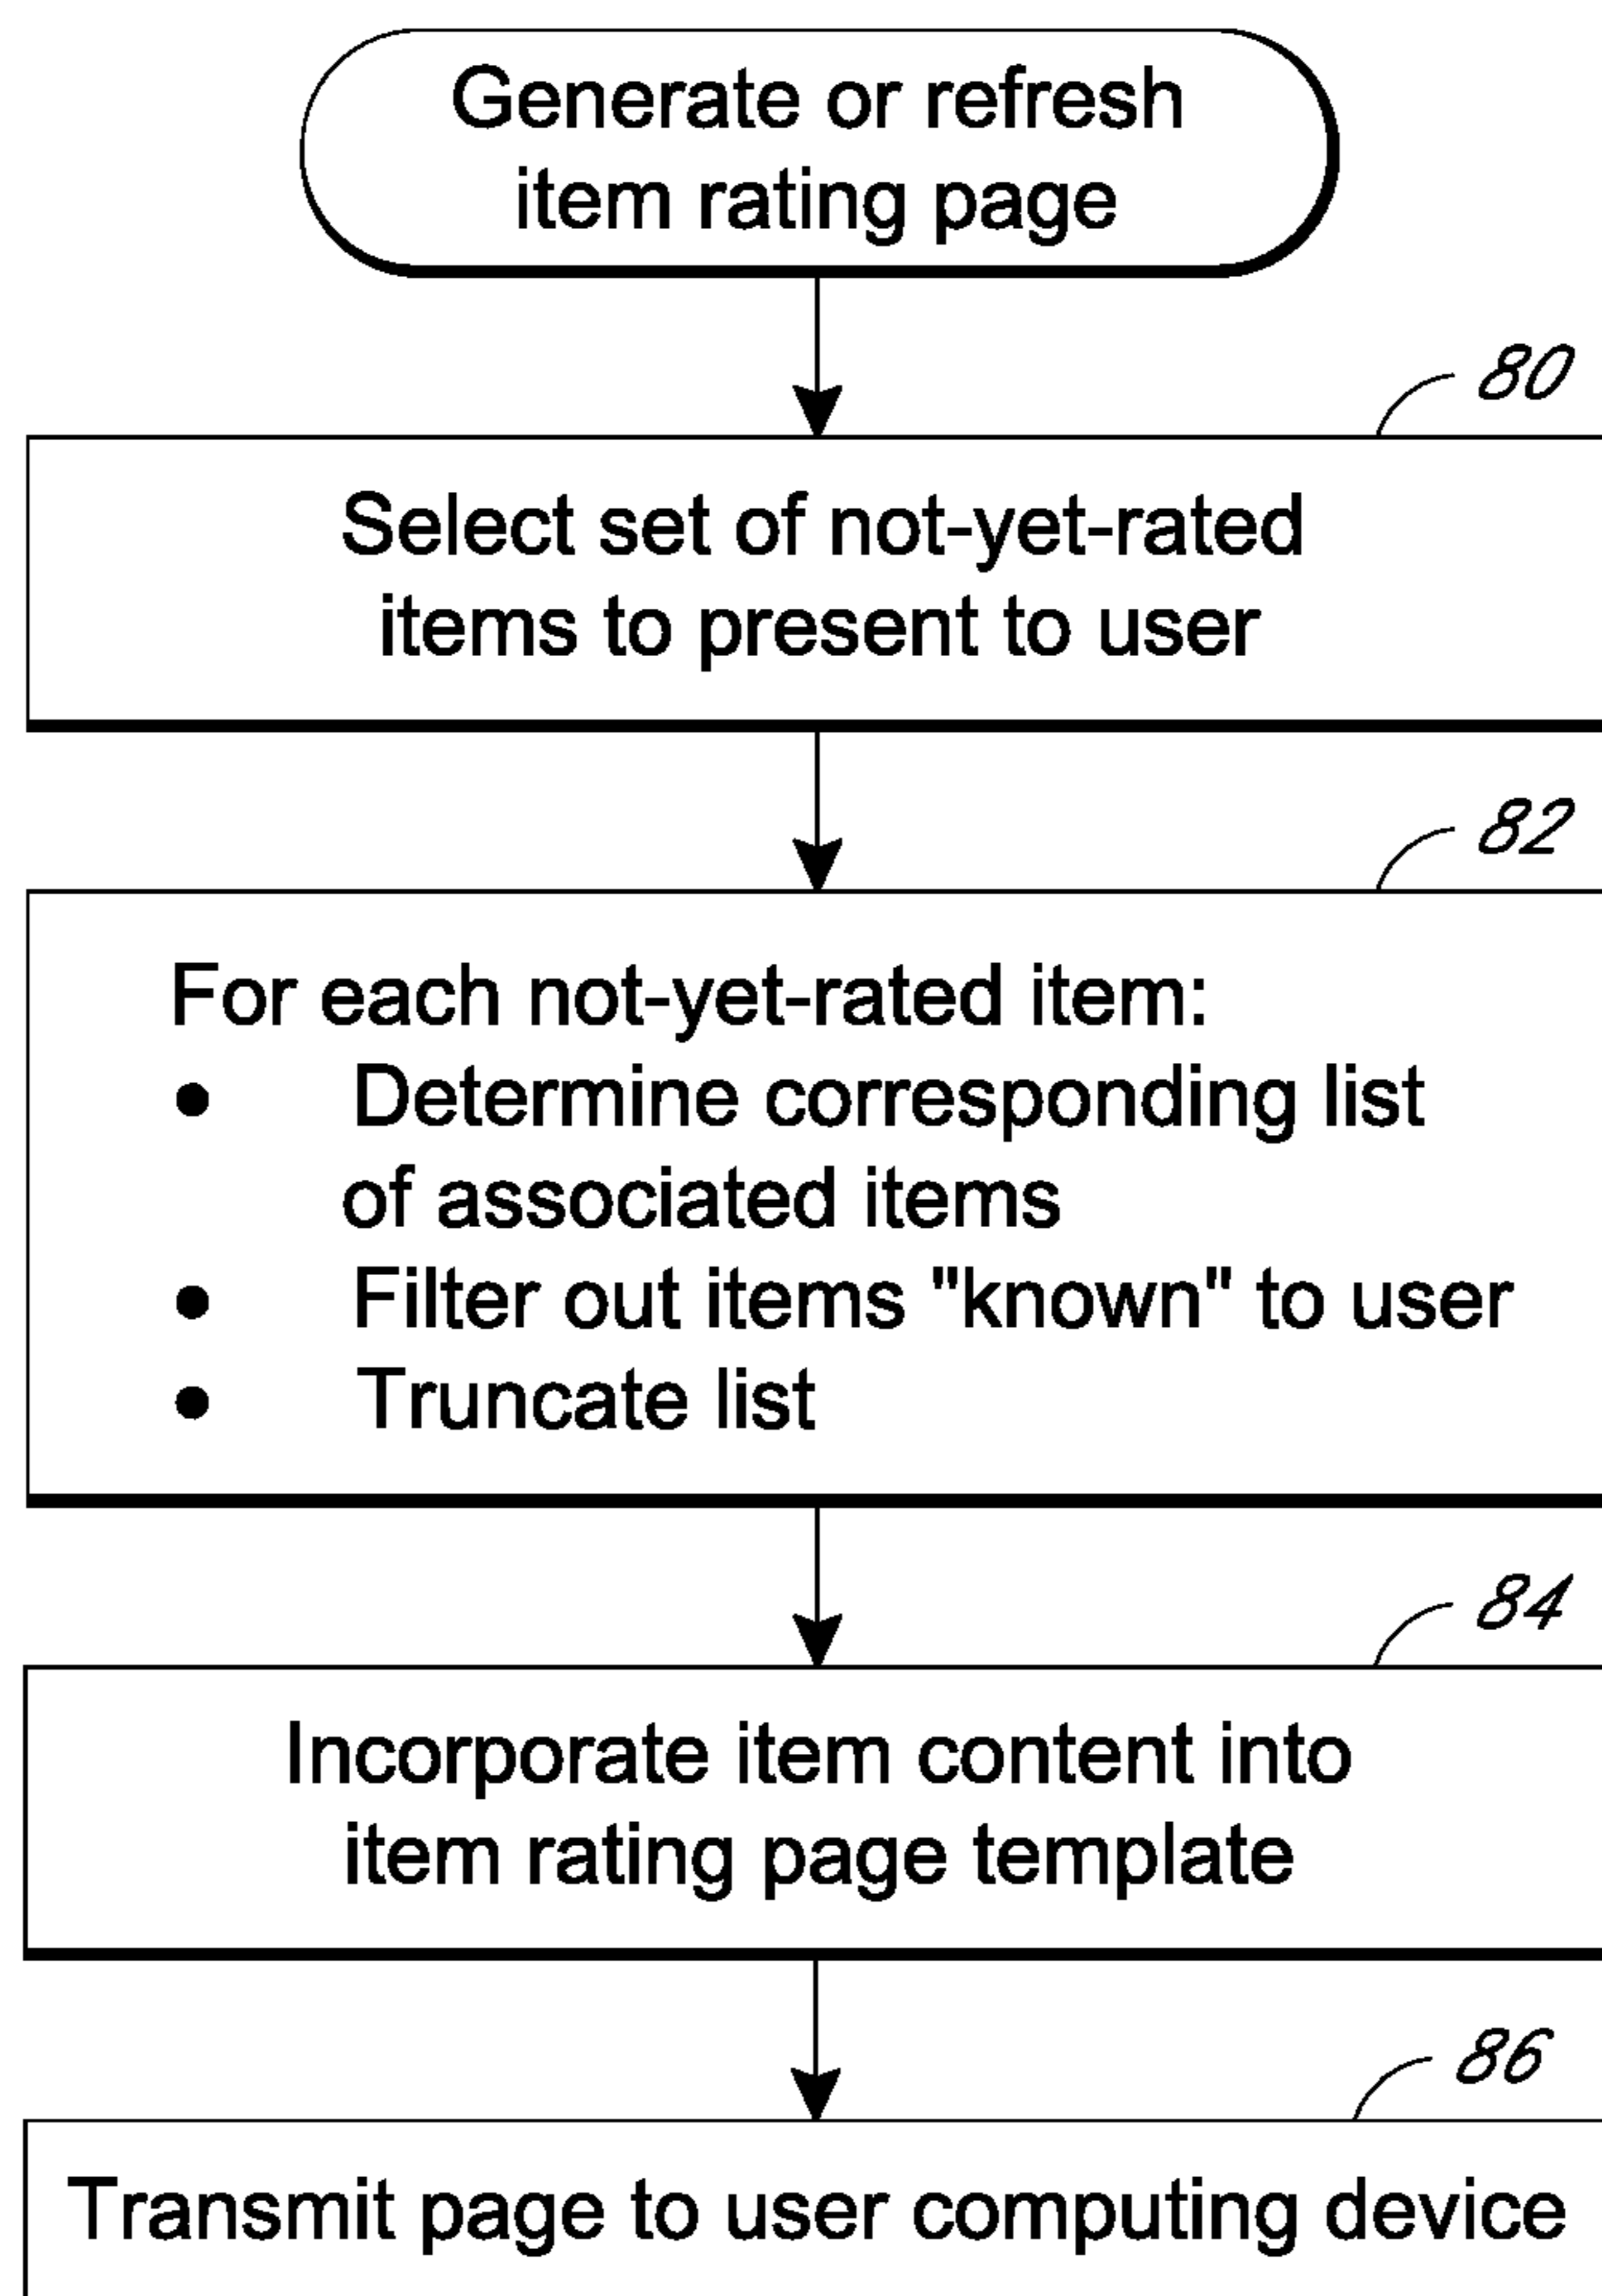 Generate or refresh
item rating page
80
Select set of not-yet-rated
items to present to user
82
For each not-yet-rated item:
● Determine corresponding list
of associated items
● Filter out items "known" to user
● Truncate list
84
Incorporate item content into
item rating page template
86
Transmit page to user computing device